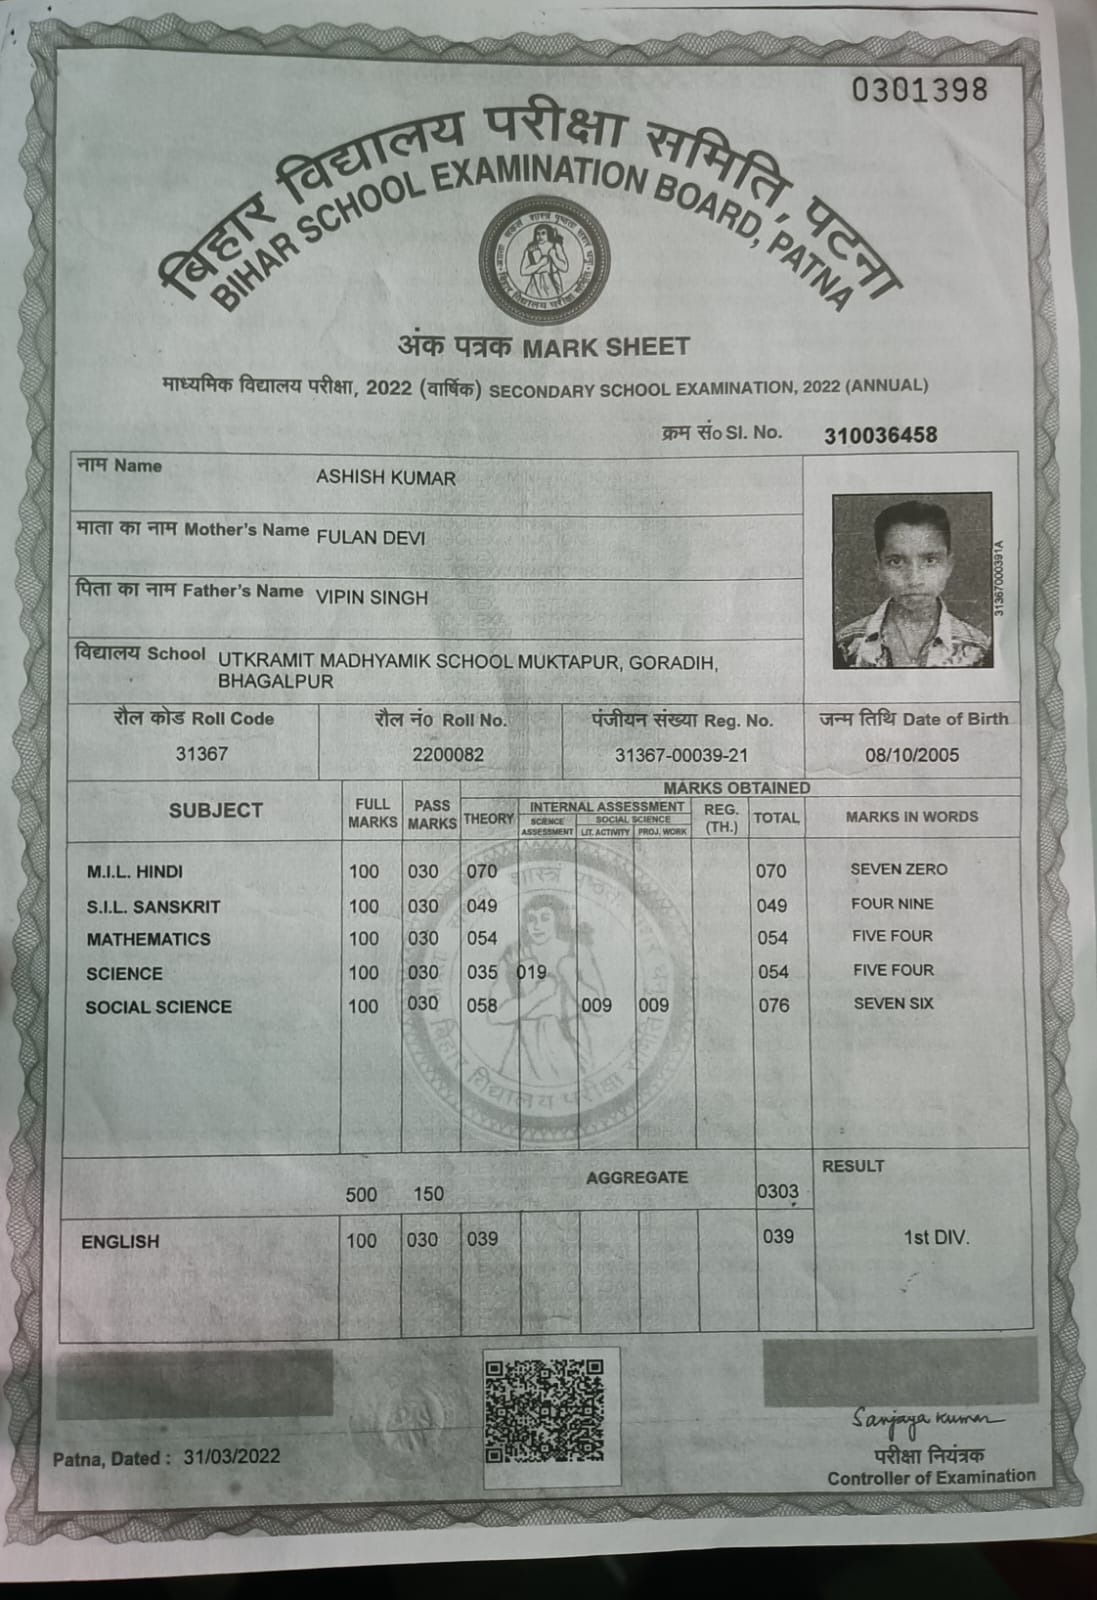 0301398
बिहार विद्यालय परीक्षा समिति, पटना
BIHAR SCHOOL EXAMINATION BOARD, PATNA
अंक पत्रक MARK SHEET
माध्यमिक विद्यालय परीक्षा, 2022 (वार्षिक) SECONDARY SCHOOL EXAMINATION, 2022 (ANNUAL)
क्रम सं० Sl. No. 310036458
नाम Name ASHISH KUMAR
माता का नाम Mother's Name FULAN DEVI
पिता का नाम Father's Name VIPIN SINGH
विद्यालय School UTKRAMIT MADHYAMIK SCHOOL MUKTAPUR, GORADIH,
BHAGALPUR
31367000391A
रौल कोड Roll Code रौल नं० Roll No. पंजीयन संख्या Reg. No. जन्म तिथि Date of Birth
31367 2200082 31367-00039-21 08/10/2005
SUBJECT FULL MARKS PASS MARKS MARKS OBTAINED
THEORY INTERNAL ASSESSMENT REG. (TH.) TOTAL MARKS IN WORDS
SCIENCE ASSESSMENT SOCIAL SCIENCE
LIT. ACTIVITY PROJ. WORK
M.I.L. HINDI 100 030 070 070 SEVEN ZERO
S.I.L. SANSKRIT 100 030 049 049 FOUR NINE
MATHEMATICS 100 030 054 054 FIVE FOUR
SCIENCE 100 030 035 019 054 FIVE FOUR
SOCIAL SCIENCE 100 030 058 009 009 076 SEVEN SIX
बिहार विद्यालय परीक्षा समिति
AGGREGATE RESULT
500 150 0303
ENGLISH 100 030 039 039 1st DIV.
Sanjaya Kumar
Patna, Dated : 31/03/2022
परीक्षा नियंत्रक
Controller of Examination